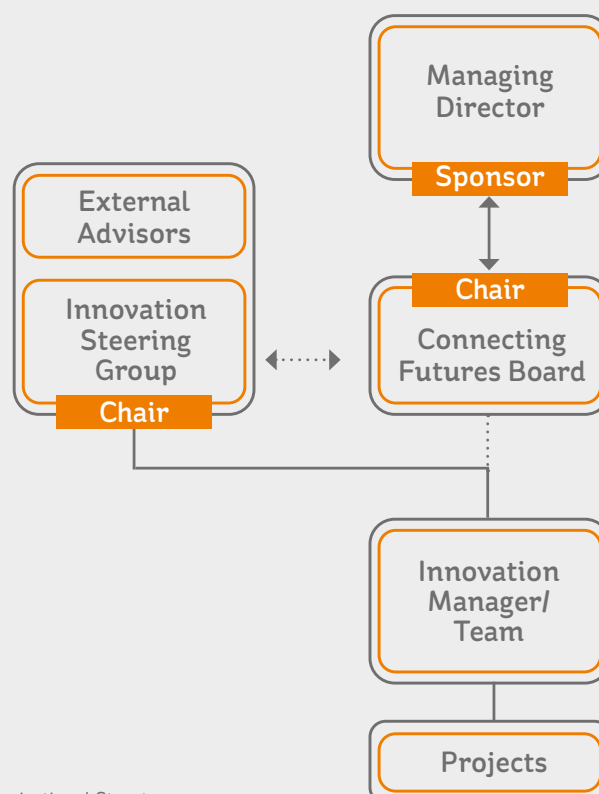 Managing
Director
Sponsor
External
Advisors
Innovation
Steering
Group
Chair
Chair
Connecting
Futures Board
Innovation
Manager/
Team
Projects